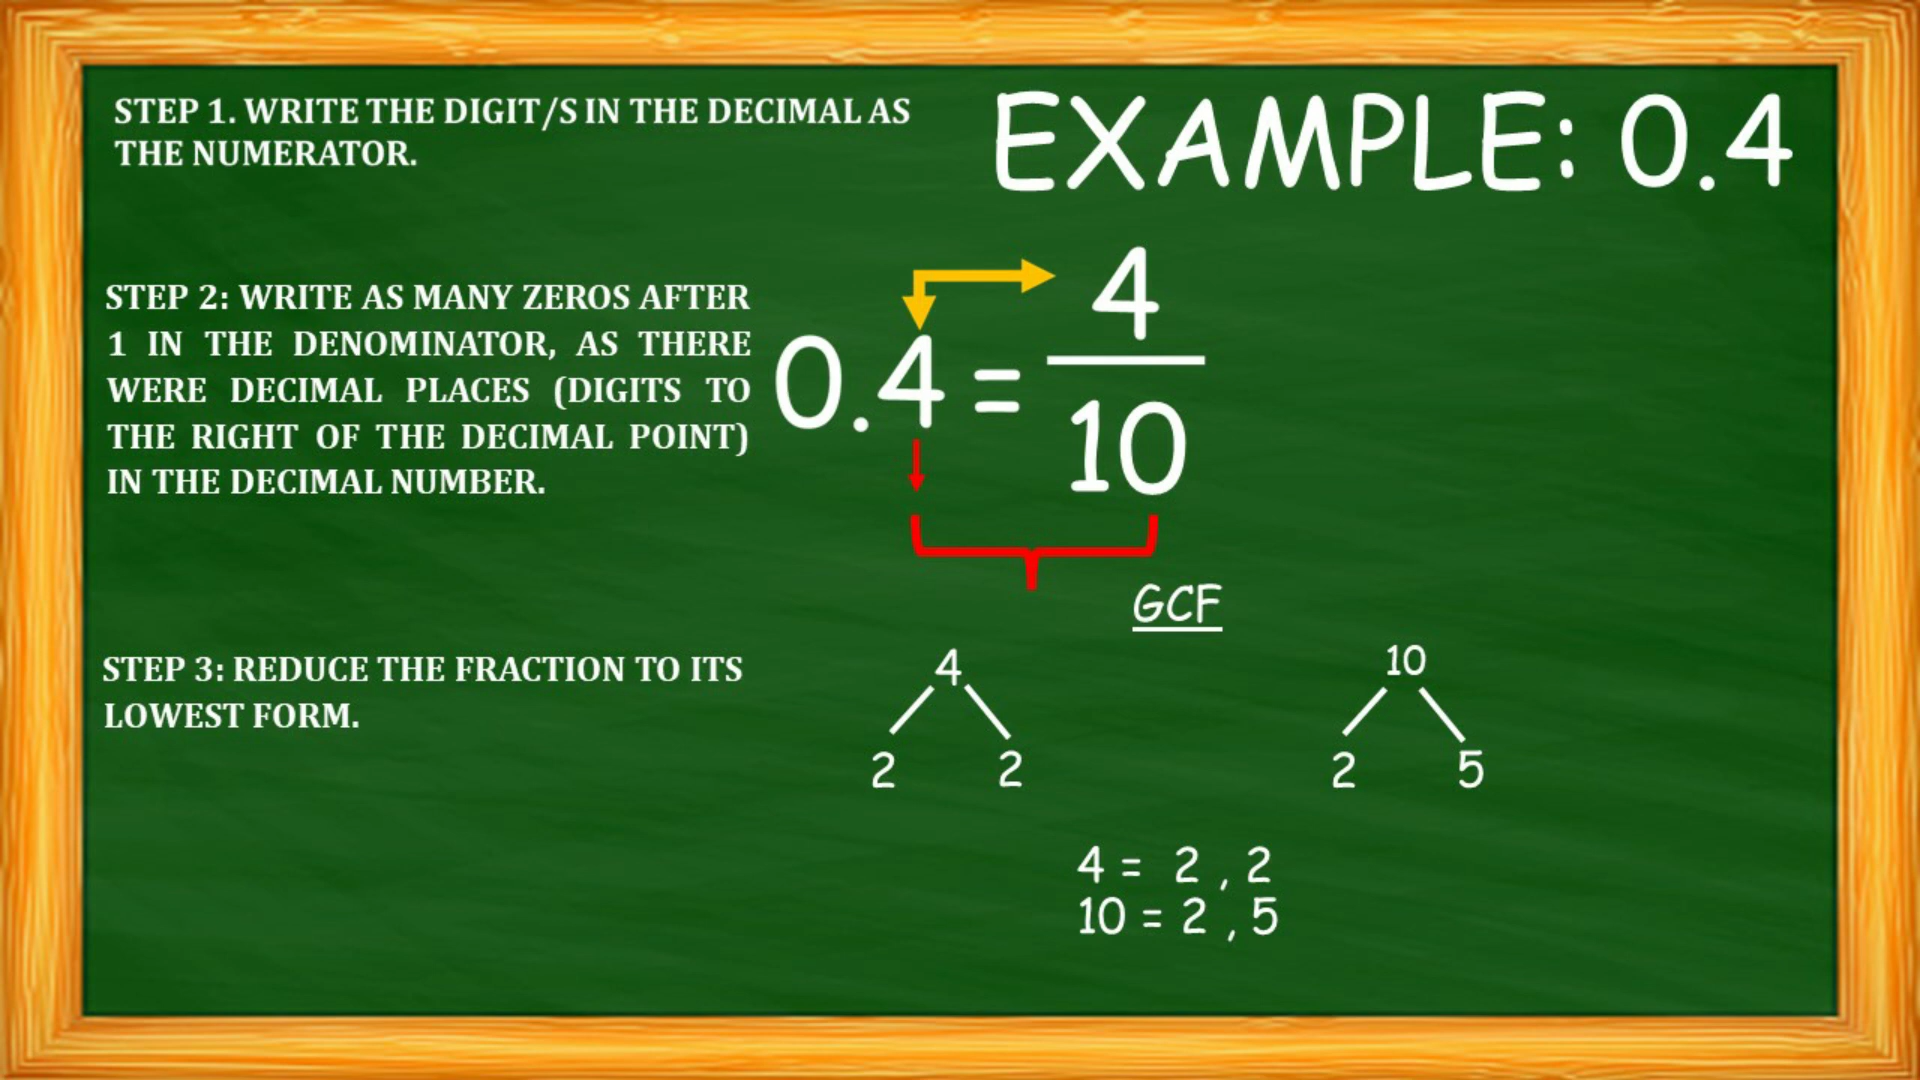 STEP 1. WRITE THE DIGIT/S IN THE DECIMAL AS
THE NUMERATOR.
EXAMPLE: 0.4
STEP 2: WRITE AS MANY ZEROS AFTER
1 IN THE DENOMINATOR, AS THERE
WERE DECIMAL PLACES (DIGITS TO
THE RIGHT OF THE DECIMAL POINT)
IN THE DECIMAL NUMBER.
4
0.4 =
10
GCF
STEP 3: REDUCE THE FRACTION TO ITS
LOWEST FORM.
4
10
2 2
2 5
4 = 2 , 2
10 = 2 , 5